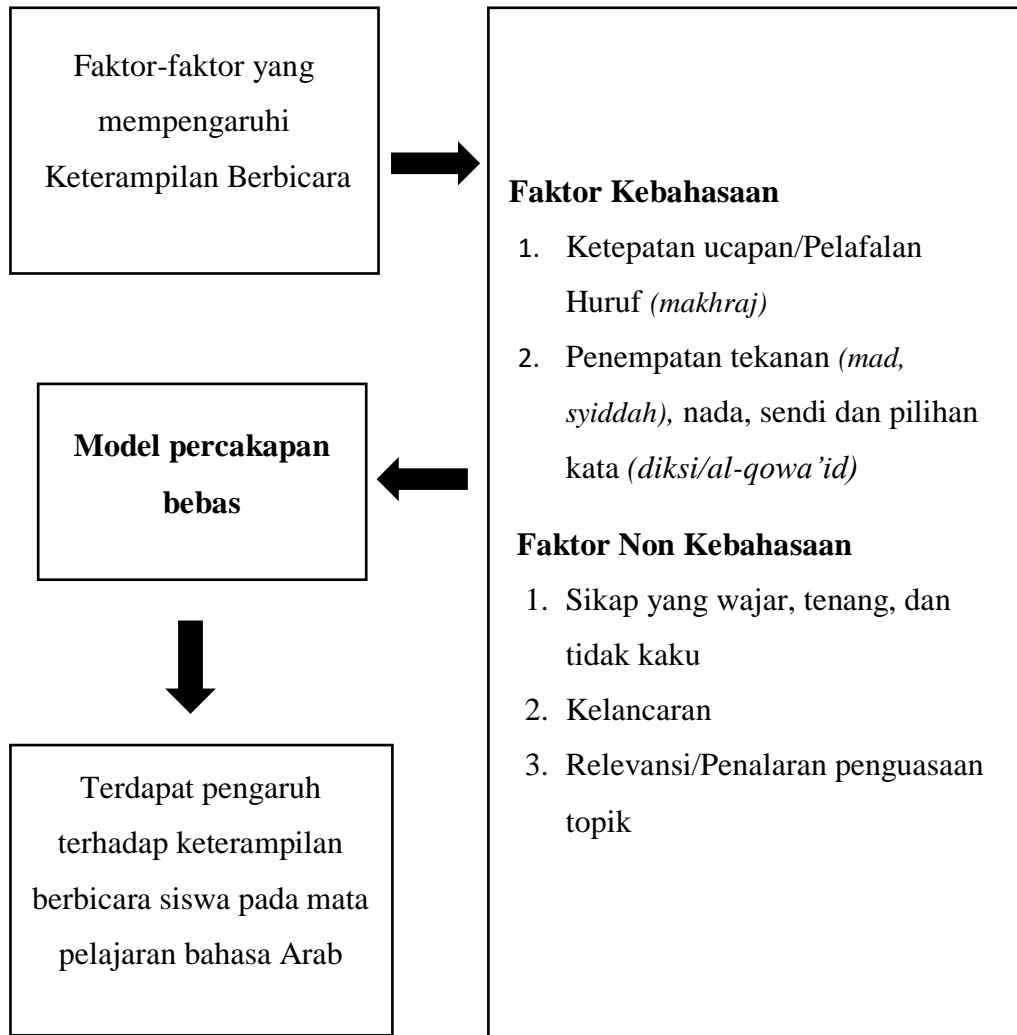 Faktor-faktor yang
mempengaruhi
Keterampilan Berbicara
Faktor Kebahasaan
1. Ketepatan ucapan/Pelafalan
Huruf (makhraj)
2. Penempatan tekanan (mad,
syiddah), nada, sendi dan pilihan
kata (diksi/al-qowa’id)
Faktor Non Kebahasaan
1. Sikap yang wajar, tenang, dan
tidak kaku
2. Kelancaran
3. Relevansi/Penalaran penguasaan
topik
Model percakapan
bebas
Terdapat pengaruh
terhadap keterampilan
berbicara siswa pada mata
pelajaran bahasa Arab